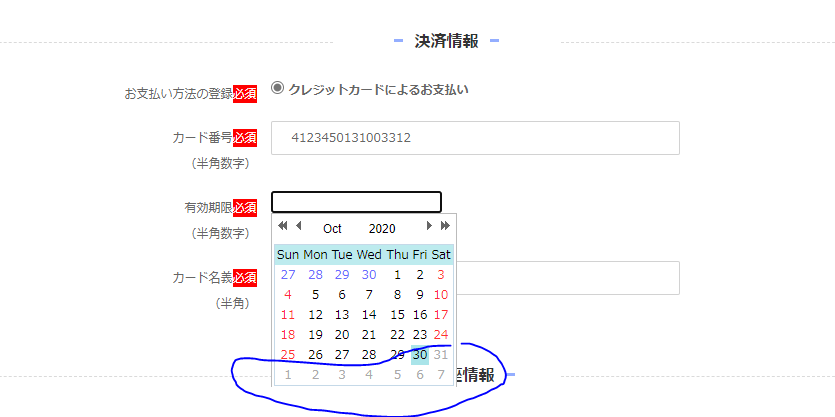 決済情報
お支払い方法の登録必須
クレジットカードによるお支払い
カード番号必須
(半角数字)
4123450131003312
有効期限必須
(半角数字)
Oct 2020
Sun Mon Tue Wed Thu Fri Sat
27 28 29 30 1 2 3
4 5 6 7 8 9 10
11 12 13 14 15 16 17
18 19 20 21 22 23 24
25 26 27 28 29 30 31
1 2 3 4 5 6 7
カード名義必須
(半角)
座情報